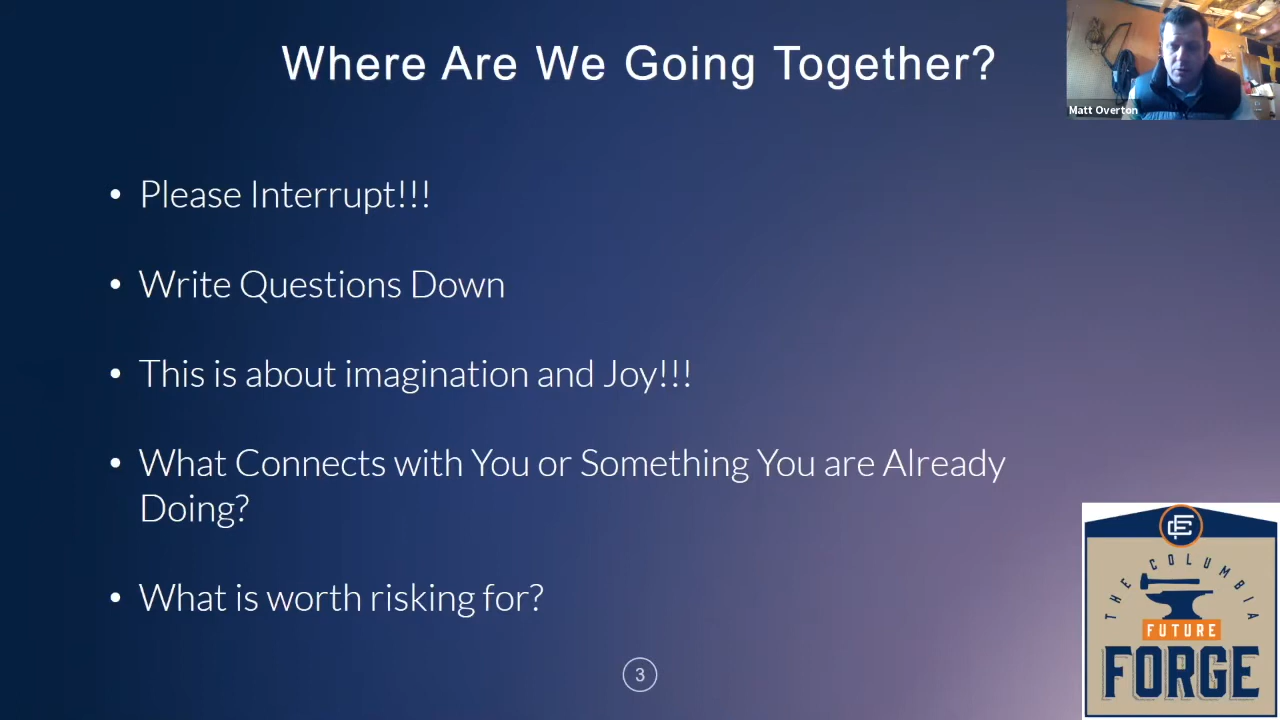 Where Are We Going Together?
Matt Overton
• Please Interrupt!!!
• Write Questions Down
• This is about imagination and Joy!!!
• What Connects with You or Something You are Already
Doing?
• What is worth risking for?
THE COLUMBIA
FUTURE
FORGE
3